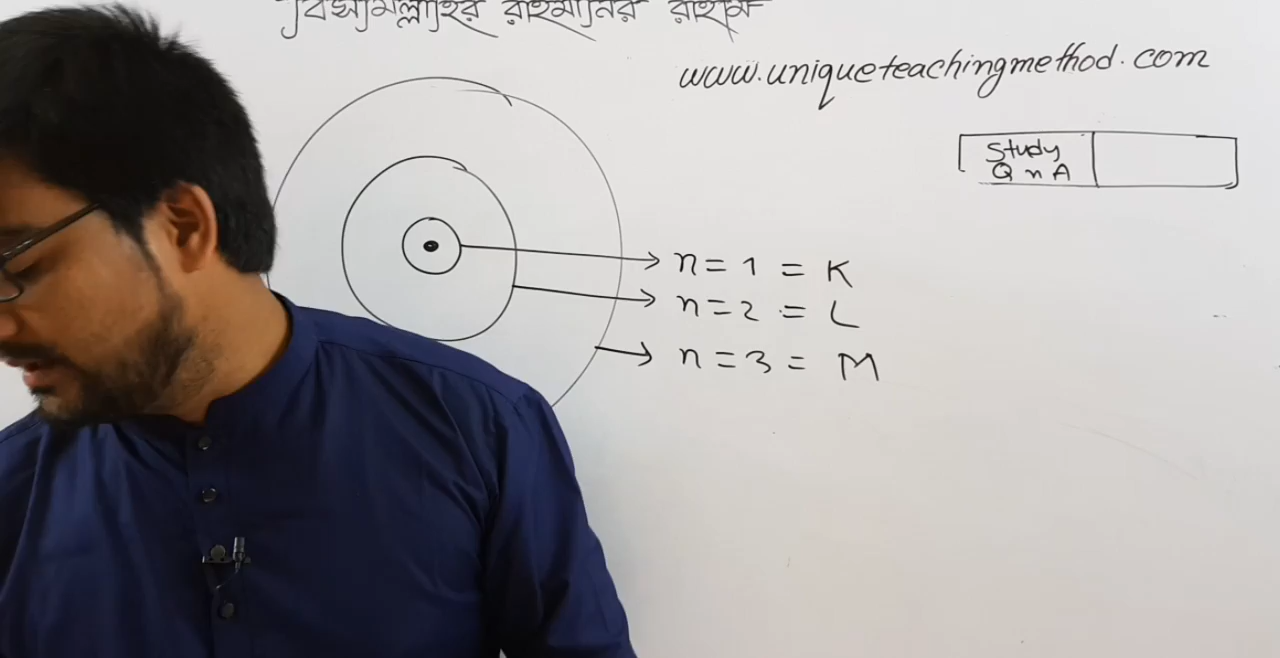 বিসমিল্লাহির রাহমানির রাহিম
www.uniqueteachingmethod.com
Study
Q n A
n = 1 = K
n = 2 = L
n = 3 = M